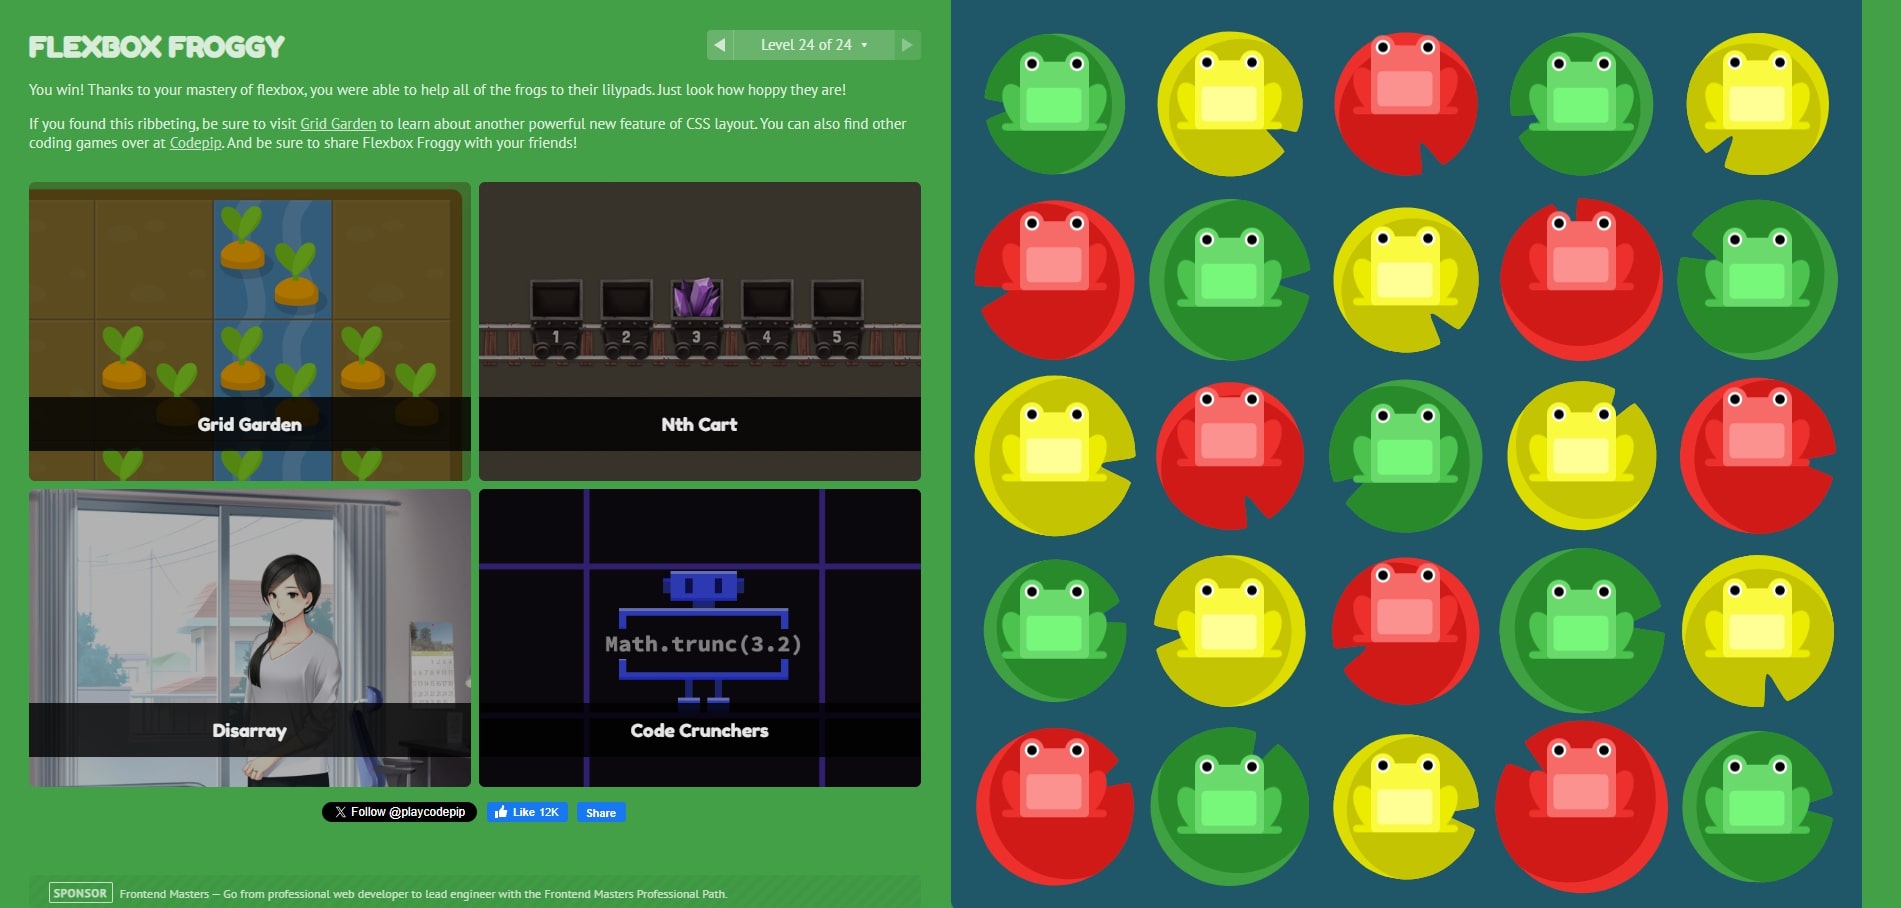 FLEXBOX FROGGY
Level 24 of 24
You win! Thanks to your mastery of flexbox, you were able to help all of the frogs to their lilypads. Just look how hoppy they are!
If you found this ribbeting, be sure to visit Grid Garden to learn about another powerful new feature of CSS layout. You can also find other
coding games over at Codepip. And be sure to share Flexbox Froggy with your friends!
1 2 3 4 5
Grid Garden
Nth Cart
Math.trunc(3.2)
Disarray
Code Crunchers
Follow @playcodepip
Like 12K
Share
SPONSOR Frontend Masters — Go from professional web developer to lead engineer with the Frontend Masters Professional Path.